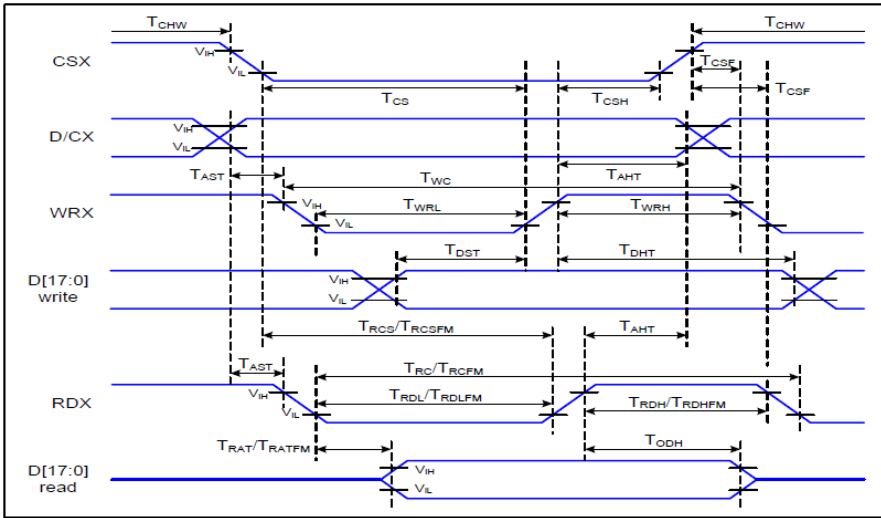 TCHW TCHW
CSX VIH VIL TCSF
TCS TCSH TCSF
D/CX VIH VIL
TAST TWC TAHT
WRX VIH VIL TWRL TWRH
TDST TDHT
D[17:0] write VIH VIL
TRCS/TRCSFM TAHT
TAST TRC/TRCFM
RDX VIH VIL TRDL/TRDLFM TRDH/TRDHFM
TRAT/TRATFM TODH
D[17:0] read VIH VIL